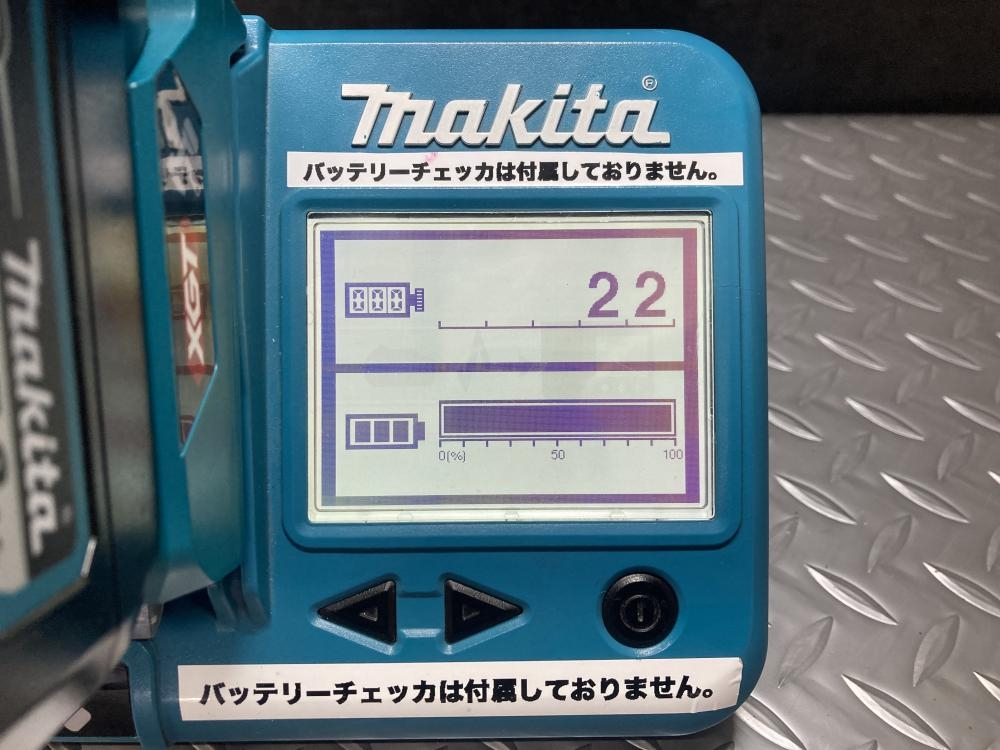 makita®
バッテリーチェッカは付属しておりません。
XGT
makita
000
22
0(%) 50 100
バッテリーチェッカは付属しておりません。